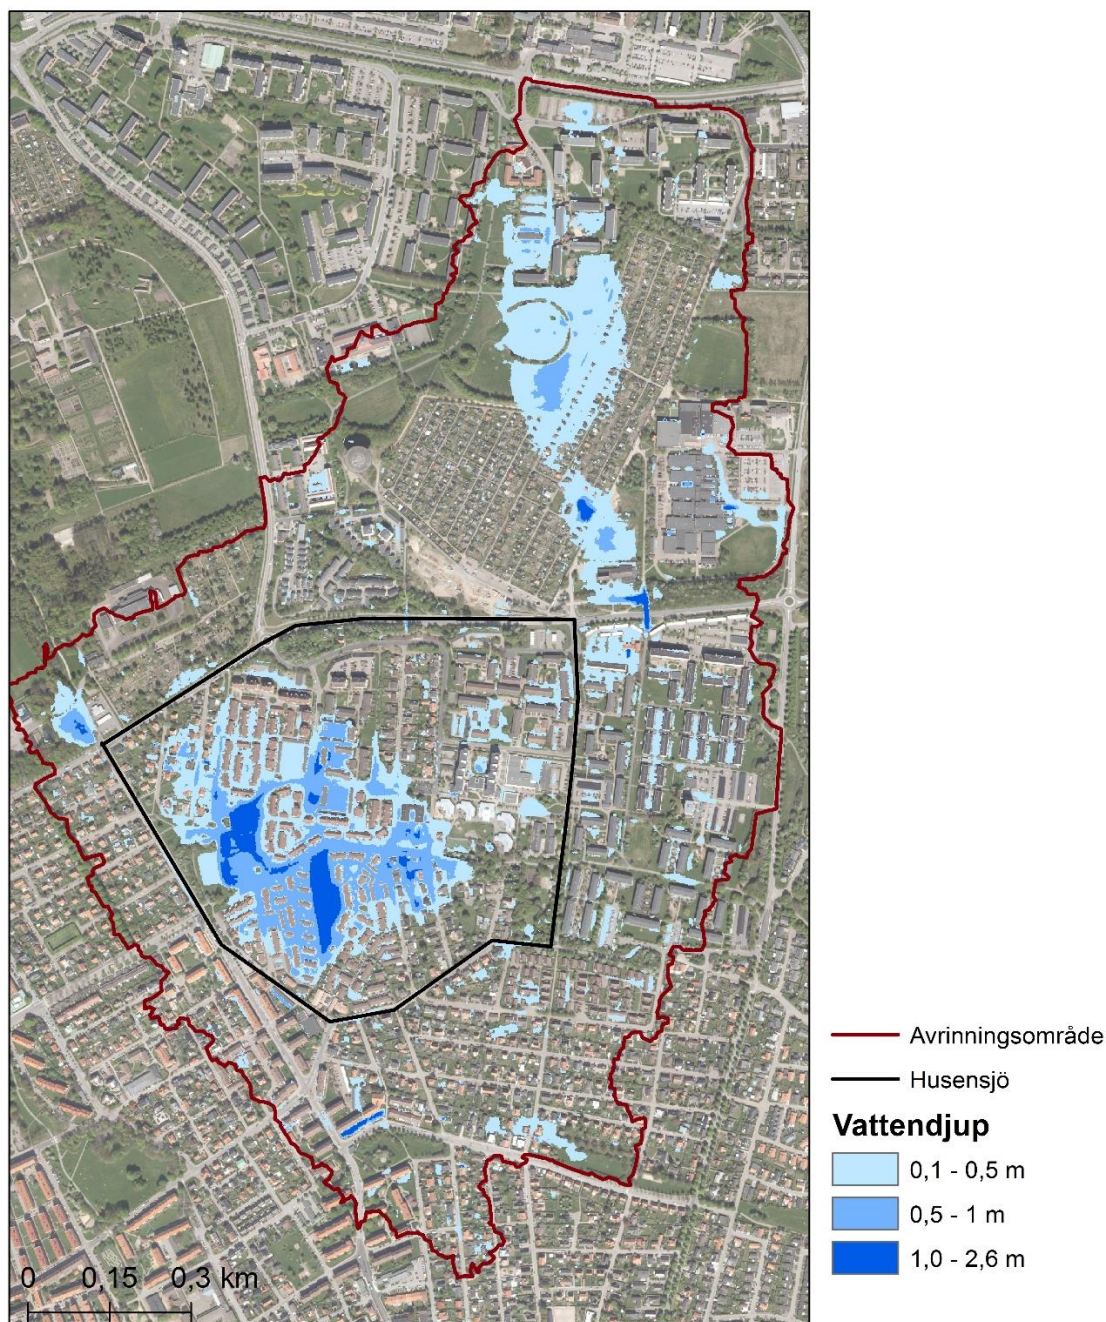 Avrinningsområde
Husensjö
Vattendjup
0,1 - 0,5 m
0,5 - 1 m
1,0 - 2,6 m
0 0,15 0,3 km